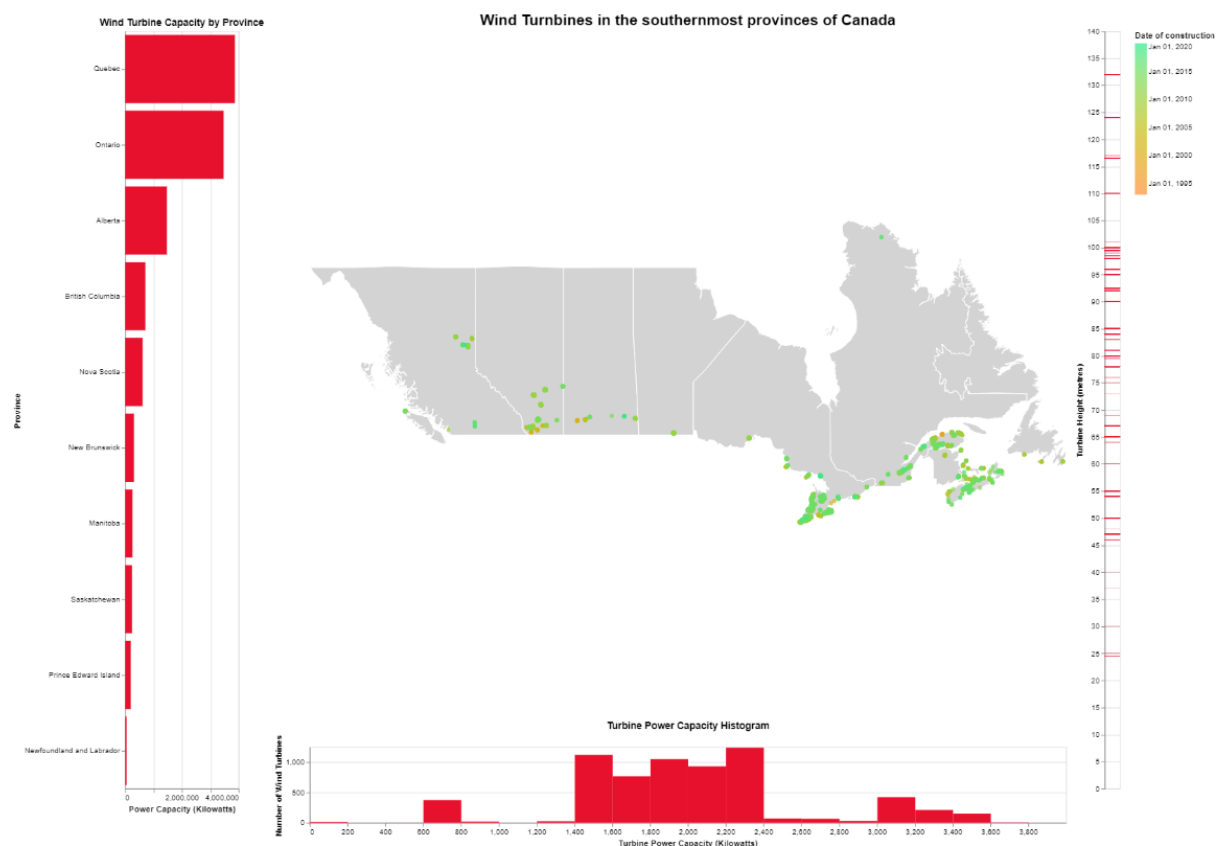 Wind Turbine Capacity by Province
Wind Turnbines in the southernmost provinces of Canada
Province
Quebec
Ontario
Alberta
British Columbia
Nova Scotia
New Brunswick
Manitoba
Saskatchewan
Prince Edward Island
Newfoundland and Labrador
0 2,000,000 4,000,000
Power Capacity (Kilowatts)
Turbine Power Capacity Histogram
Number of Wind Turbines
1,000
500
0
0 200 400 600 800 1,000 1,200 1,400 1,600 1,800 2,000 2,200 2,400 2,600 2,800 3,000 3,200 3,400 3,600 3,800
Turbine Power Capacity (Kilowatts)
Turbine Height (metres)
140
135
130
125
120
115
110
105
100
95
90
85
80
75
70
65
60
55
50
45
40
35
30
25
20
15
10
5
0
Date of construction
Jan 01, 2020
Jan 01, 2015
Jan 01, 2010
Jan 01, 2005
Jan 01, 2000
Jan 01, 1995